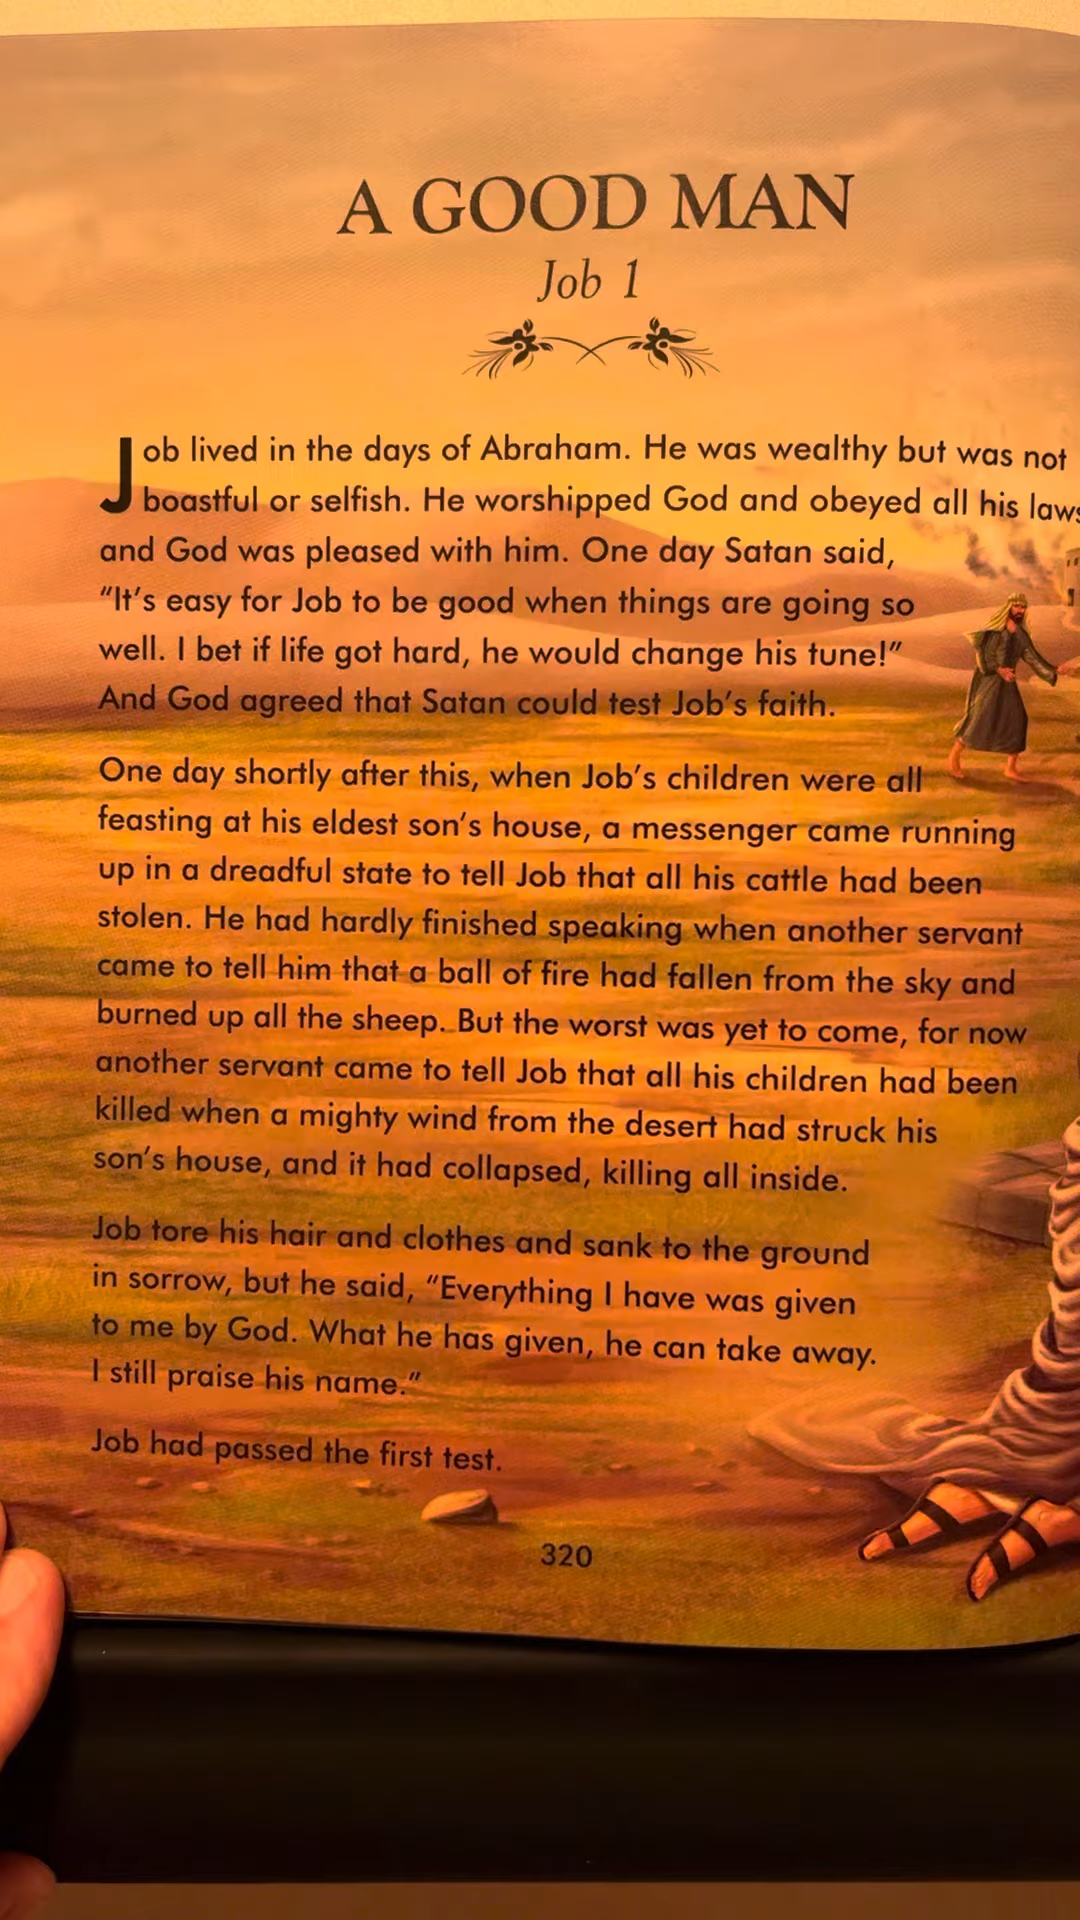 A GOOD MAN
Job 1
Job lived in the days of Abraham. He was wealthy but was not
boastful or selfish. He worshipped God and obeyed all his laws
and God was pleased with him. One day Satan said,
“It’s easy for Job to be good when things are going so
well. I bet if life got hard, he would change his tune!”
And God agreed that Satan could test Job’s faith.
One day shortly after this, when Job’s children were all
feasting at his eldest son’s house, a messenger came running
up in a dreadful state to tell Job that all his cattle had been
stolen. He had hardly finished speaking when another servant
came to tell him that a ball of fire had fallen from the sky and
burned up all the sheep. But the worst was yet to come, for now
another servant came to tell Job that all his children had been
killed when a mighty wind from the desert had struck his
son’s house, and it had collapsed, killing all inside.
Job tore his hair and clothes and sank to the ground
in sorrow, but he said, “Everything I have was given
to me by God. What he has given, he can take away.
I still praise his name.”
Job had passed the first test.
320